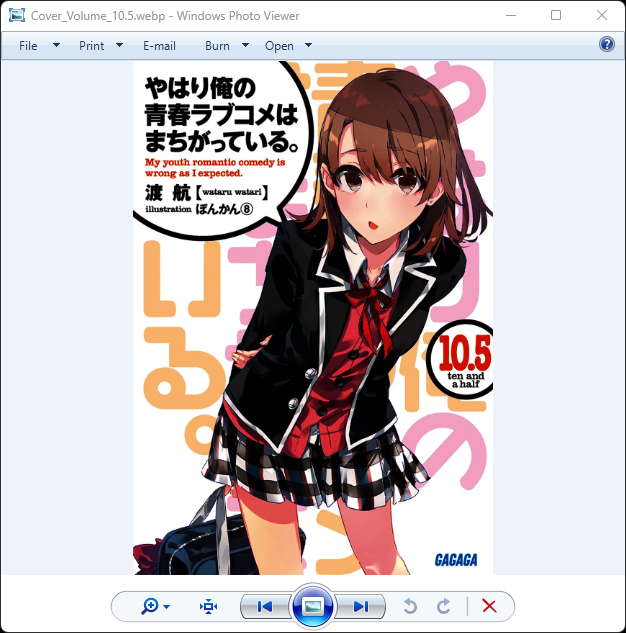 Cover_Volume_10.5.webp - Windows Photo Viewer
File Print E-mail Burn Open
やはり俺の
青春ラブコメは
まちがっている。
My youth romantic comedy is
wrong as I expected.
渡 航【wataru watari】
illustration ぽんかん⑧
10.5
ten and
a half
GAGAGA